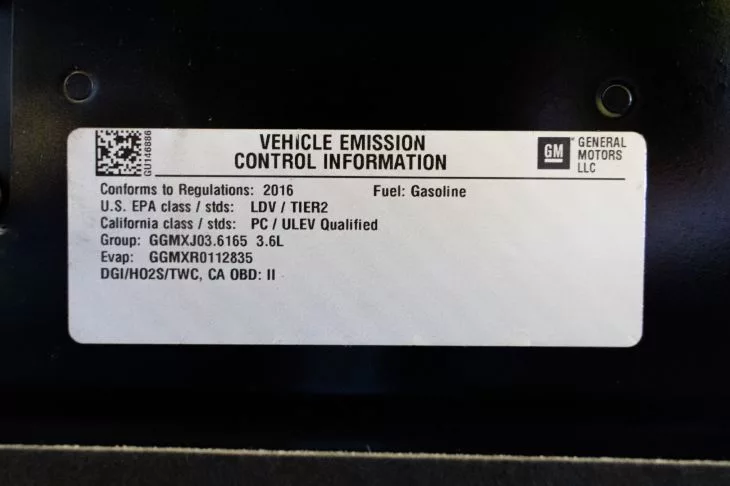 GU146886
VEHICLE EMISSION
CONTROL INFORMATION
GM
GENERAL
MOTORS
LLC
Conforms to Regulations: 2016 Fuel: Gasoline
U.S. EPA class / stds: LDV / TIER2
California class / stds: PC / ULEV Qualified
Group: GGMXJ03.6165 3.6L
Evap: GGMXR0112835
DGI/HO2S/TWC, CA OBD: II